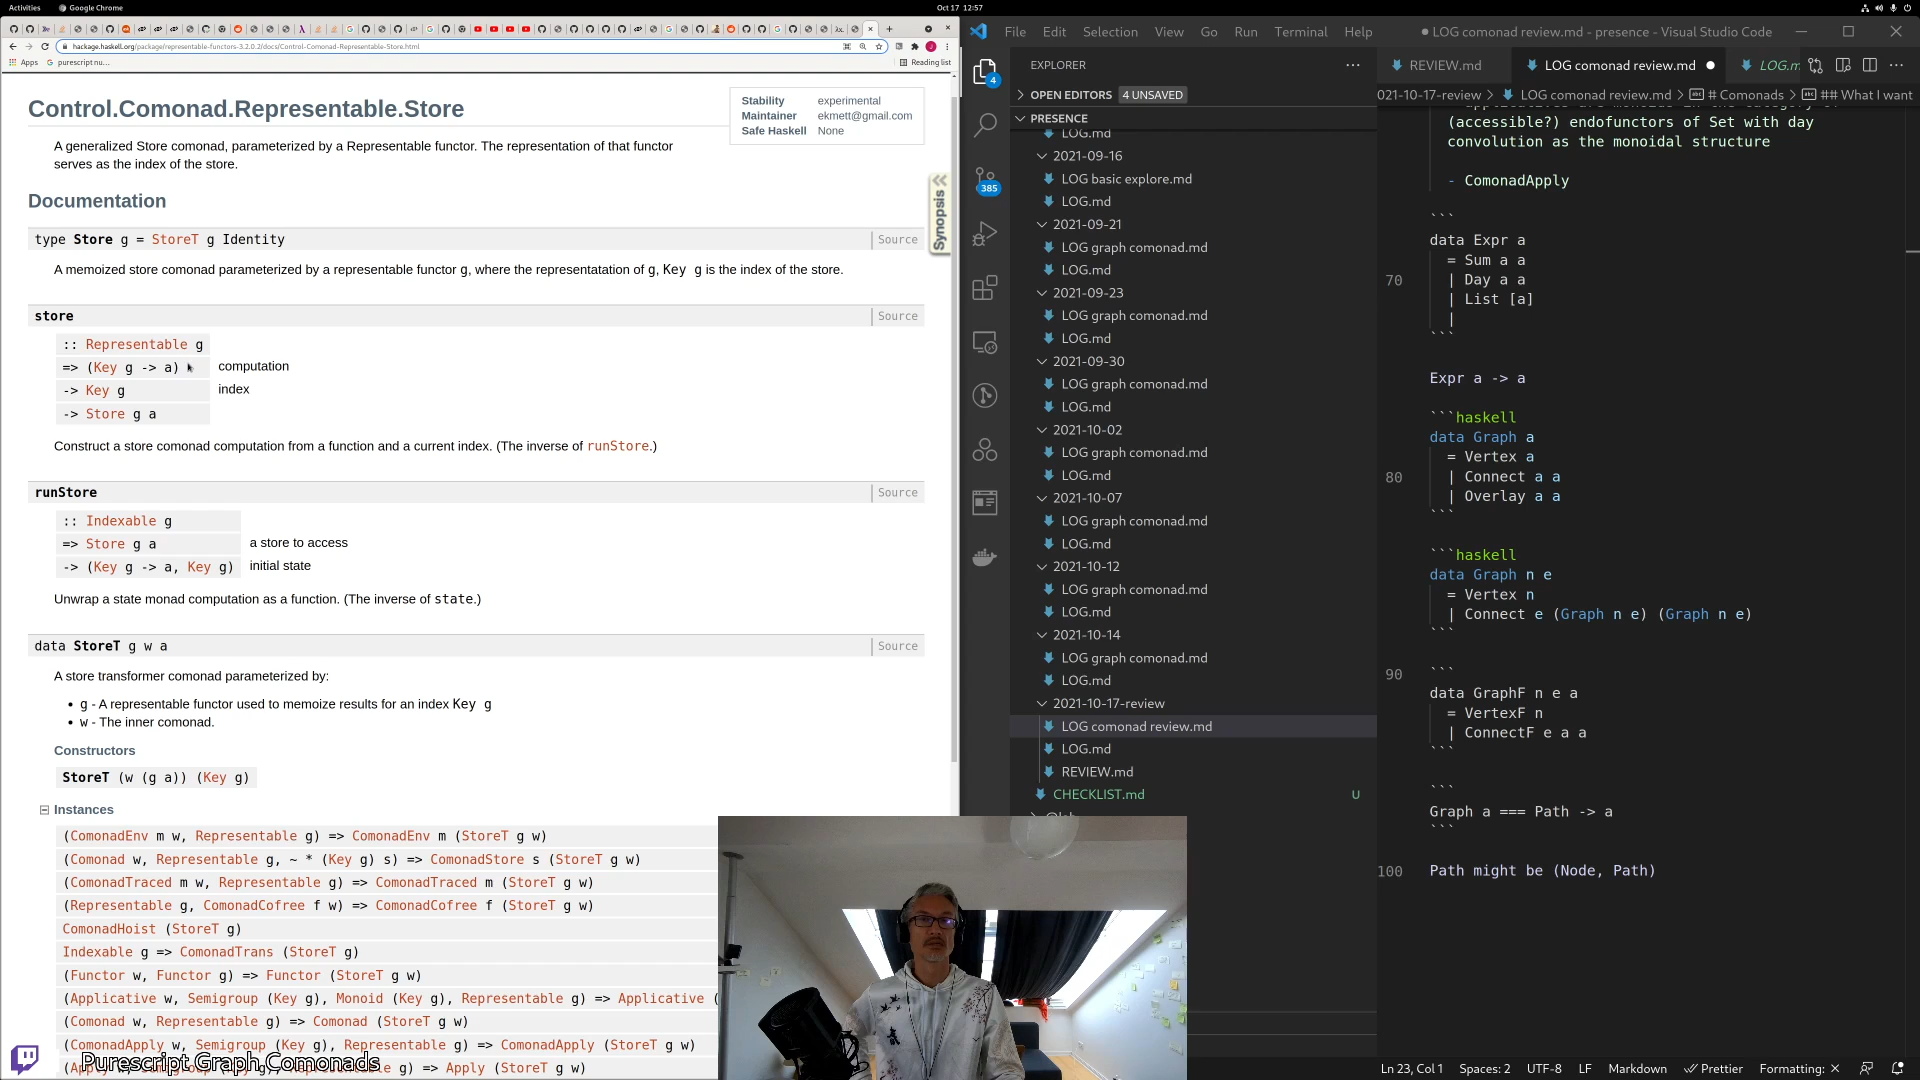 Activities
Google Chrome
Oct 17 12:57
hackage.haskell.org/package/representable-functors-3.2.0.2/docs/Control-Comonad-Representable-Store.html
Apps
purescript nu...
Reading list
Control.Comonad.Representable.Store
Stability experimental
Maintainer ekmett@gmail.com
Safe Haskell None
A generalized Store comonad, parameterized by a Representable functor. The representation of that functor
serves as the index of the store.
Synopsis
Documentation
type Store g = StoreT g Identity
Source
A memoized store comonad parameterized by a representable functor g, where the representatation of g, Key g is the index of the store.
store
Source
:: Representable g
=> (Key g -> a) computation
-> Key g index
-> Store g a
Construct a store comonad computation from a function and a current index. (The inverse of runStore.)
runStore
Source
:: Indexable g
=> Store g a a store to access
-> (Key g -> a, Key g) initial state
Unwrap a state monad computation as a function. (The inverse of state.)
data StoreT g w a
Source
A store transformer comonad parameterized by:
• g - A representable functor used to memoize results for an index Key g
• w - The inner comonad.
Constructors
StoreT (w (g a)) (Key g)
Instances
(ComonadEnv m w, Representable g) => ComonadEnv m (StoreT g w)
(Comonad w, Representable g, ~ * (Key g) s) => ComonadStore s (StoreT g w)
(ComonadTraced m w, Representable g) => ComonadTraced m (StoreT g w)
(Representable g, ComonadCofree f w) => ComonadCofree f (StoreT g w)
ComonadHoist (StoreT g)
Indexable g => ComonadTrans (StoreT g)
(Functor w, Functor g) => Functor (StoreT g w)
(Applicative w, Semigroup (Key g), Monoid (Key g), Representable g) => Applicative (
(Comonad w, Representable g) => Comonad (StoreT g w)
(ComonadApply w, Semigroup (Key g), Representable g) => ComonadApply (StoreT g w)
=> Apply (StoreT g w)
Purescript Graph Comonads
File Edit Selection View Go Run Terminal Help
● LOG comonad review.md - presence - Visual Studio Code
EXPLORER
4
385
OPEN EDITORS 4 UNSAVED
PRESENCE
LOG.md
2021-09-16
LOG basic explore.md
LOG.md
2021-09-21
LOG graph comonad.md
LOG.md
2021-09-23
LOG graph comonad.md
LOG.md
2021-09-30
LOG graph comonad.md
LOG.md
2021-10-02
LOG graph comonad.md
LOG.md
2021-10-07
LOG graph comonad.md
LOG.md
2021-10-12
LOG graph comonad.md
LOG.md
2021-10-14
LOG graph comonad.md
LOG.md
2021-10-17-review
LOG comonad review.md
LOG.md
REVIEW.md
CHECKLIST.md U
REVIEW.md
LOG comonad review.md
LOG.m
021-10-17-review > LOG comonad review.md > # Comonads > ## What I want
(accessible?) endofunctors of Set with day
convolution as the monoidal structure
- ComonadApply
```
data Expr a
= Sum a a
70 | Day a a
| List [a]
|
```
Expr a -> a
```haskell
data Graph a
= Vertex a
80 | Connect a a
| Overlay a a
```
```haskell
data Graph n e
= Vertex n
| Connect e (Graph n e) (Graph n e)
```
90 ```
data GraphF n e a
= VertexF n
| ConnectF e a a
```
```
Graph a === Path -> a
```
100 Path might be (Node, Path)
Ln 23, Col 1 Spaces: 2 UTF-8 LF Markdown Prettier Formatting: ×